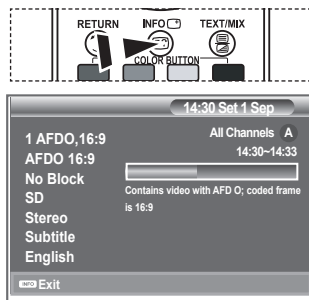 RETURN INFO TEXT/MIX
COLOR BUTTON
14:30 Set 1 Sep
All Channels A
14:30~14:33
1 AFDO,16:9
AFDO 16:9
No Block
SD
Stereo
Subtitle
English
Contains video with AFD O; coded frame
is 16:9
INFO Exit